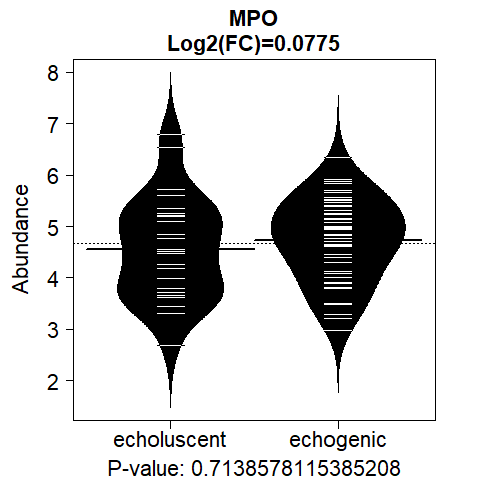 MPO
Log2(FC)=0.0775
8
7
6
5
4
3
2
Abundance
echoluscent echogenic
P-value: 0.7138578115385208